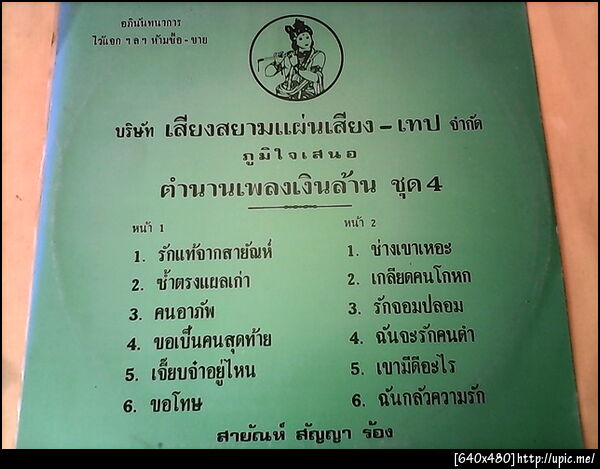 อภินันทนาการ
ไว้แจก ฯลฯ ห้ามซื้อ - ขาย
บริษัท เสียงสยามแผ่นเสียง - เทป จำกัด
ภูมิใจเสนอ
ตำนานเพลงเงินล้าน ชุด 4
หน้า 1
1. รักแท้จากสายัณห์
2. ซ้ำตรงแผลเก่า
3. คนอาภัพ
4. ขอเป็นคนสุดท้าย
5. เจี๊ยบจ๋าอยู่ไหน
6. ขอโทษ
หน้า 2
1. ช่างเขาเหอะ
2. เกลียดคนโกหก
3. รักจอมปลอม
4. ฉันจะรักคนดำ
5. เขามีดีอะไร
6. ฉันกลัวความรัก
สายัณห์ สัญญา ร้อง
[640x480]http://upic.me/